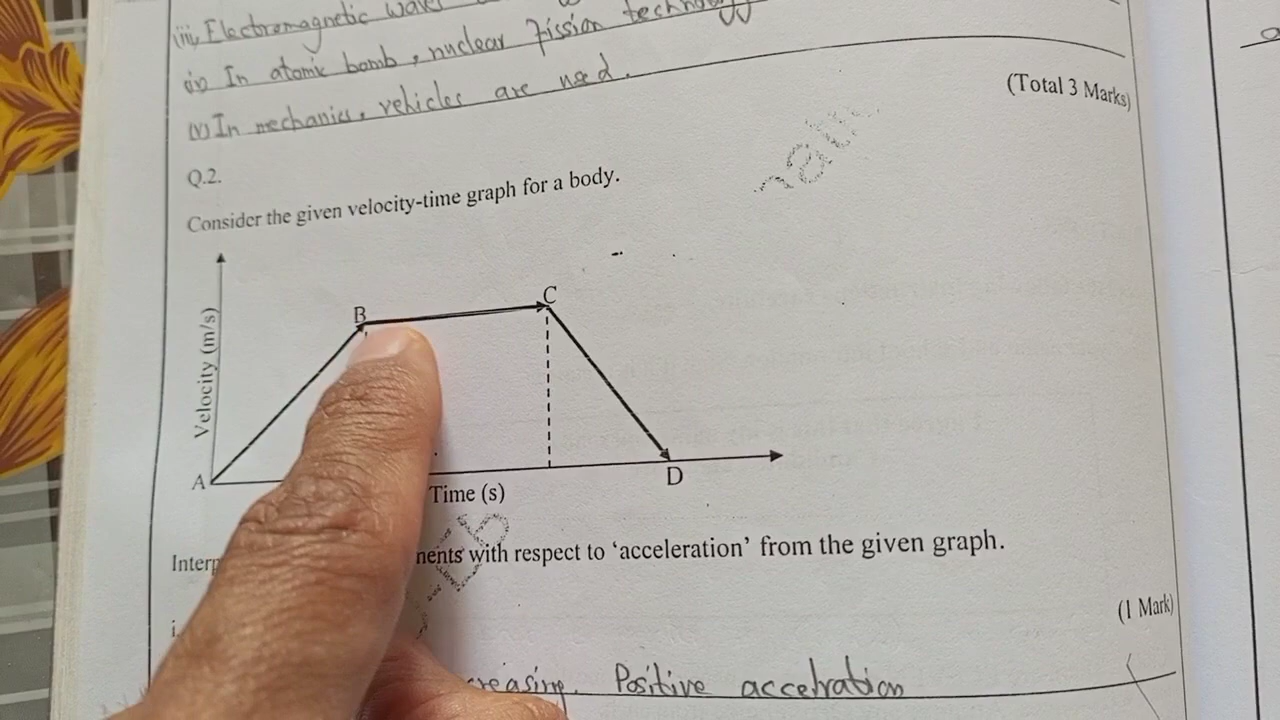 iii, Electromagnetic waves
iv) In atomic bomb, nuclear fission technology
(v) In mechanics, vehicles are used.
(Total 3 Marks)
Q.2.
Consider the given velocity-time graph for a body.
B
C
Velocity (m/s)
A
D
Time (s)
with respect to ‘acceleration’ from the given graph.
(1 Mark)
i.
Positive accelration